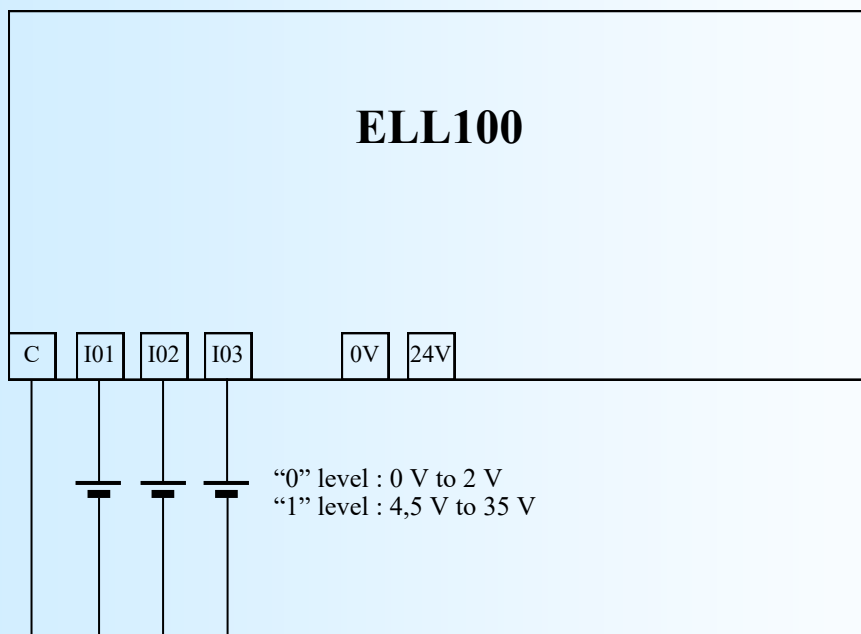 ELL100
C I01 I02 I03 0V 24V
“0” level : 0 V to 2 V
“1” level : 4,5 V to 35 V